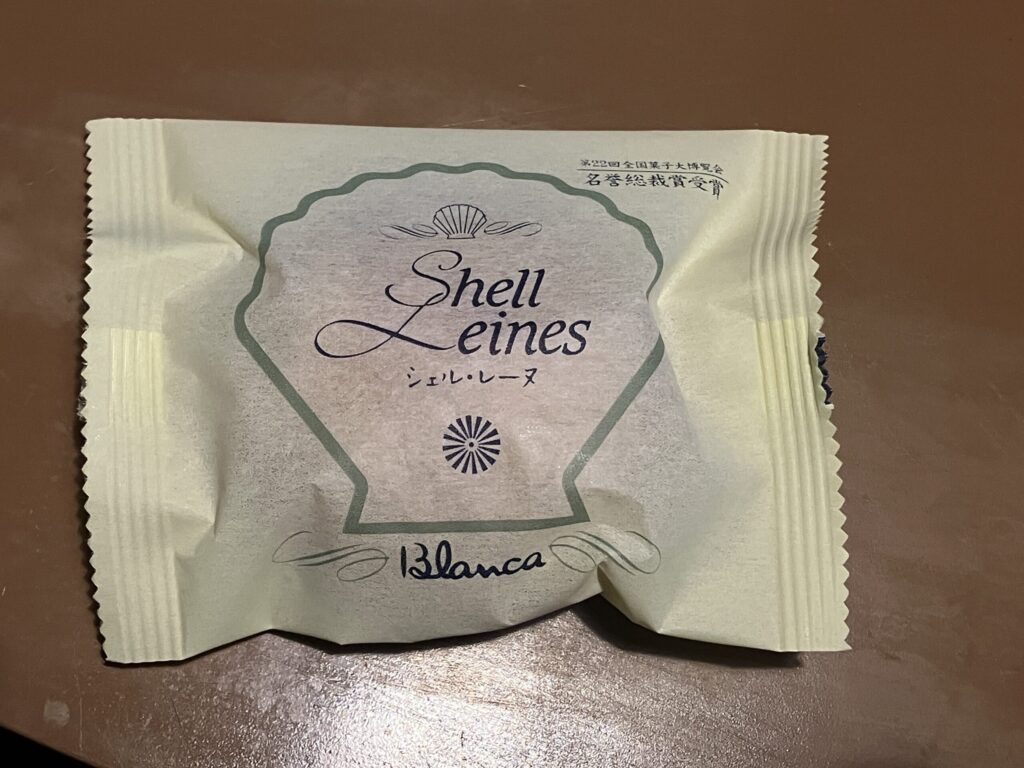 第22回全国菓子大博覧会
名誉総裁賞受賞
Shell
Leines
シェル・レーヌ
Blanca